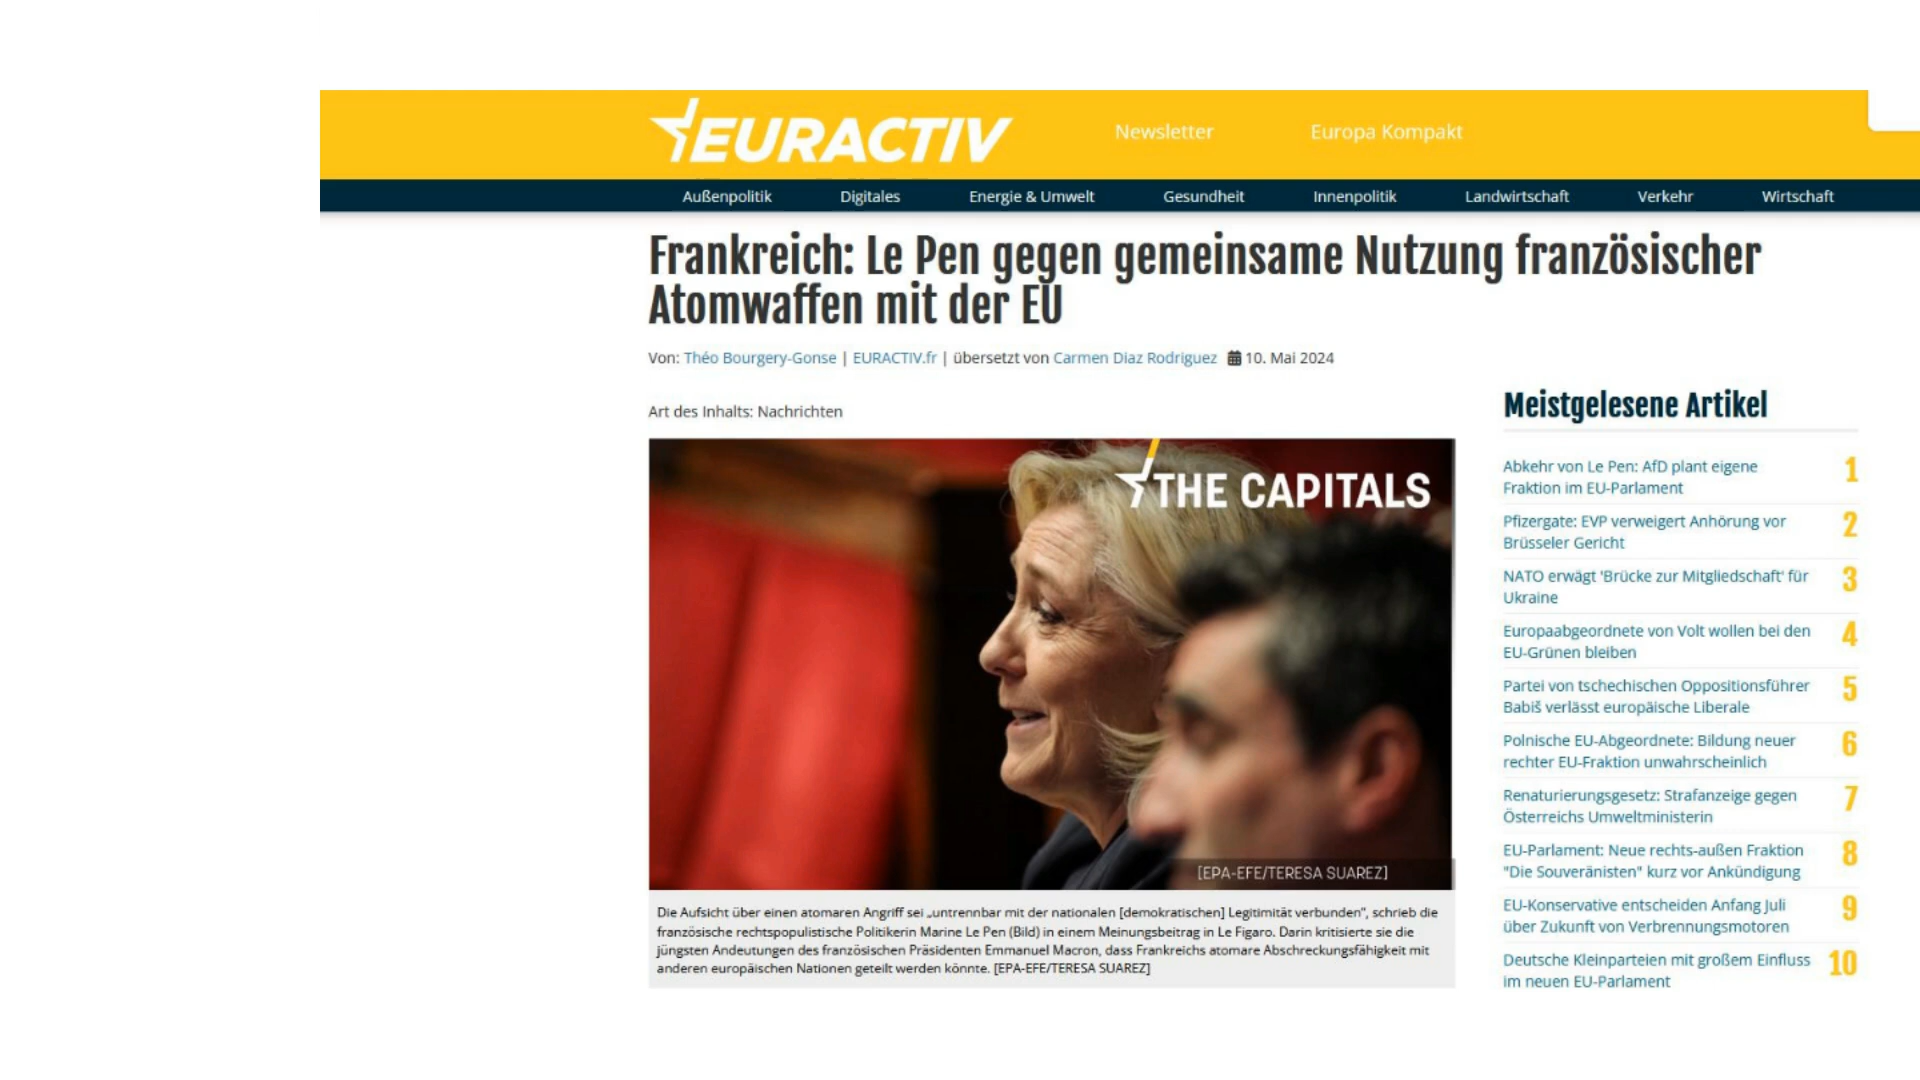 EURACTIV
Newsletter
Europa Kompakt
Außenpolitik
Digitales
Energie & Umwelt
Gesundheit
Innenpolitik
Landwirtschaft
Verkehr
Wirtschaft
Frankreich: Le Pen gegen gemeinsame Nutzung französischer
Atomwaffen mit der EU
Von: Théo Bourgery-Gonse | EURACTIV.fr | übersetzt von Carmen Diaz Rodriguez 10. Mai 2024
Art des Inhalts: Nachrichten
THE CAPITALS
[EPA-EFE/TERESA SUAREZ]
Die Aufsicht über einen atomaren Angriff sei „untrennbar mit der nationalen [demokratischen] Legitimität verbunden“, schrieb die
französische rechtspopulistische Politikerin Marine Le Pen (Bild) in einem Meinungsbeitrag in Le Figaro. Darin kritisierte sie die
jüngsten Andeutungen des französischen Präsidenten Emmanuel Macron, dass Frankreichs atomare Abschreckungsfähigkeit mit
anderen europäischen Nationen geteilt werden könnte. [EPA-EFE/TERESA SUAREZ]
Meistgelesene Artikel
Abkehr von Le Pen: AfD plant eigene 1
Fraktion im EU-Parlament
Pfizergate: EVP verweigert Anhörung vor 2
Brüsseler Gericht
NATO erwägt 'Brücke zur Mitgliedschaft' für 3
Ukraine
Europaabgeordnete von Volt wollen bei den 4
EU-Grünen bleiben
Partei von tschechischen Oppositionsführer 5
Babiš verlässt europäische Liberale
Polnische EU-Abgeordnete: Bildung neuer 6
rechter EU-Fraktion unwahrscheinlich
Renaturierungsgesetz: Strafanzeige gegen 7
Österreichs Umweltministerin
EU-Parlament: Neue rechts-außen Fraktion 8
"Die Souveränisten" kurz vor Ankündigung
EU-Konservative entscheiden Anfang Juli 9
über Zukunft von Verbrennungsmotoren
Deutsche Kleinparteien mit großem Einfluss 10
im neuen EU-Parlament